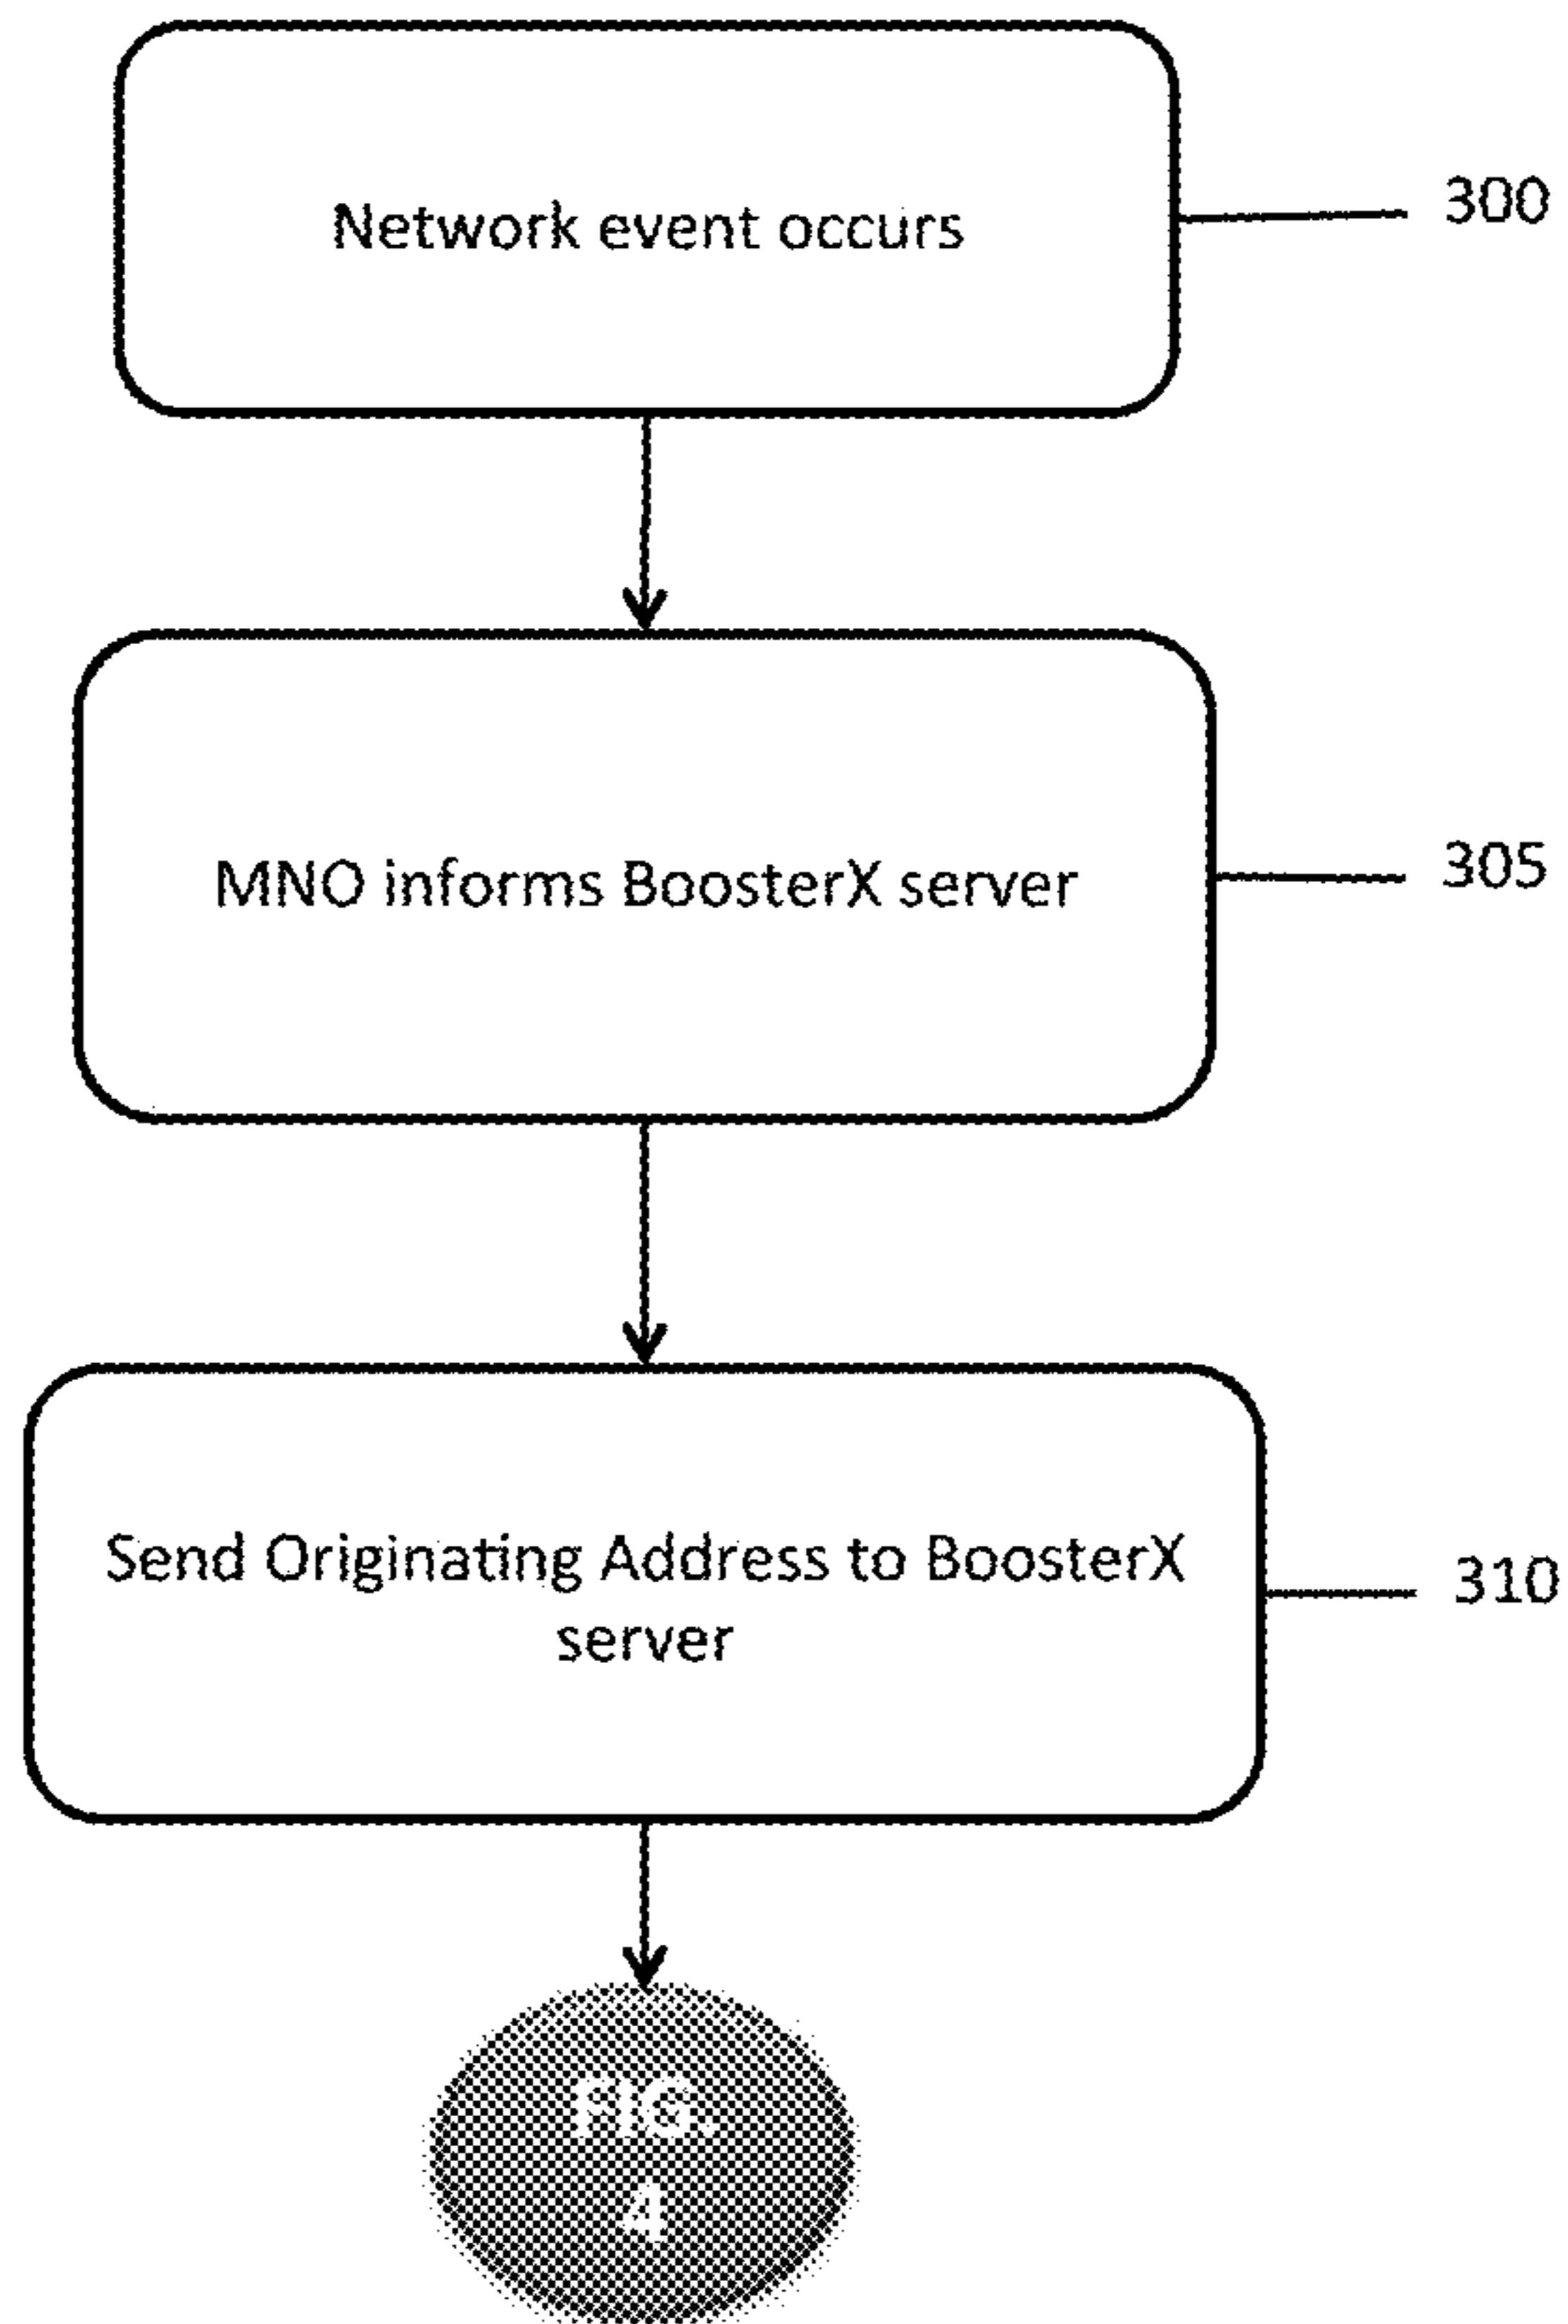 Network event occurs
300
MNO informs BoosterX server
305
Send Originating Address to BoosterX
server
310
FIG.
4